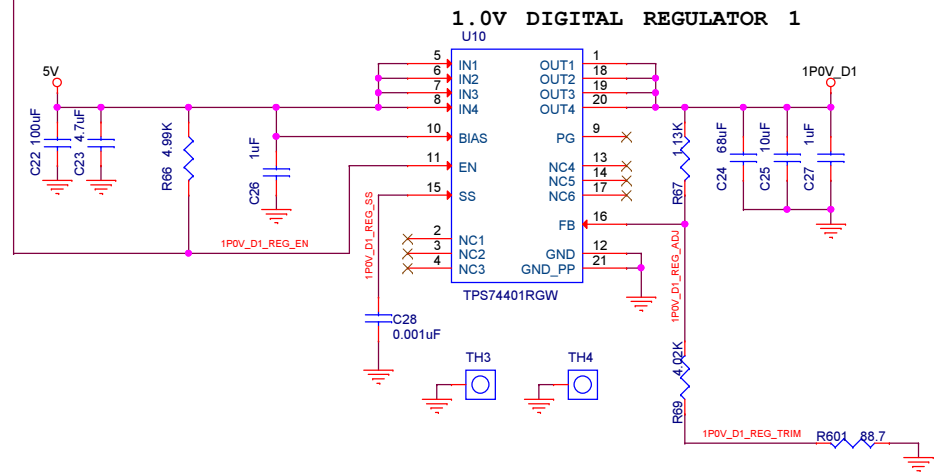 1.0V DIGITAL REGULATOR 1
U10
5V
1P0V_D1
5 IN1 OUT1 1
6 IN2 OUT2 18
7 IN3 OUT3 19
8 IN4 OUT4 20
10 BIAS PG 9
11 EN NC4 13
NC5 14
15 SS NC6 17
FB 16
2 NC1
3 NC2 GND 12
4 NC3 GND_PP 21
TPS74401RGW
C22 100uF
C23 4.7uF
R66 4.99K
C26 1uF
R67 1.13K
C24 68uF
C25 10uF
C27 1uF
1P0V_D1_REG_EN
1P0V_D1_REG_SS
1P0V_D1_REG_ADJ
C28
0.001uF
TH3
TH4
R69 4.02K
1P0V_D1_REG_TRIM
R601 88.7